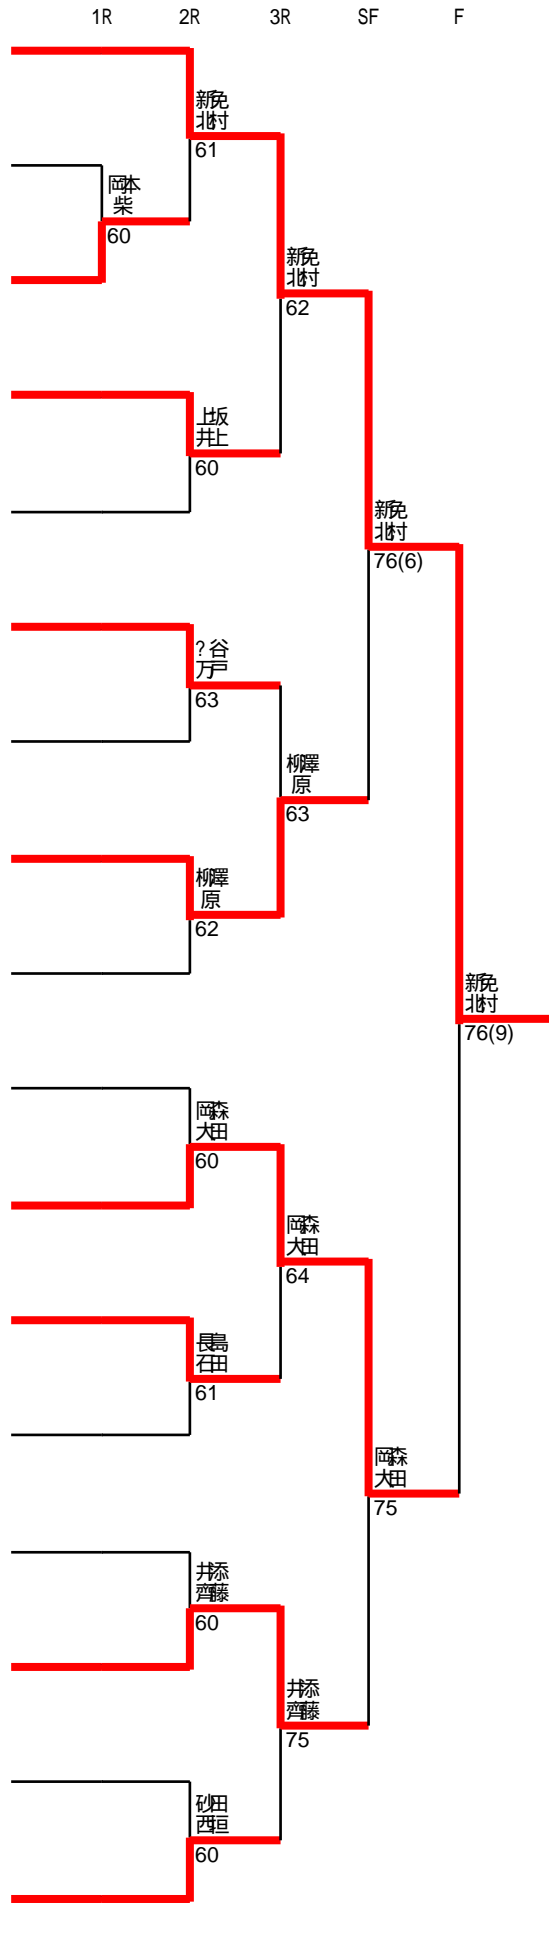 1R 2R 3R SF F
新免
北村
61
岡本
柴
60
新免
北村
62
上坂
井上
60
新免
北村
76(6)
?谷
万戸
63
柳澤
原
63
柳澤
原
62
新免
北村
76(9)
岡森
大田
60
岡森
大田
64
長島
石田
61
岡森
大田
75
井添
齊藤
60
井添
齊藤
75
砂田
西垣
60